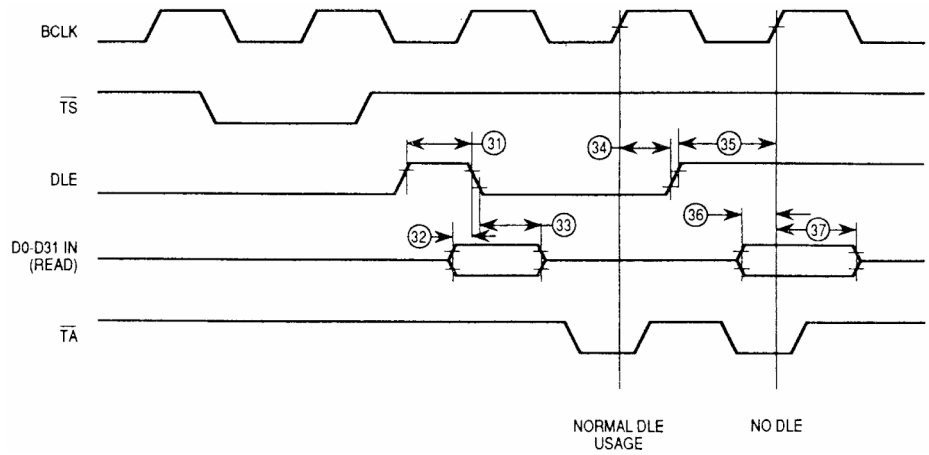 BCLK
TS
31
34
35
DLE
32
33
36
37
D0-D31 IN
(READ)
TA
NORMAL DLE
USAGE
NO DLE